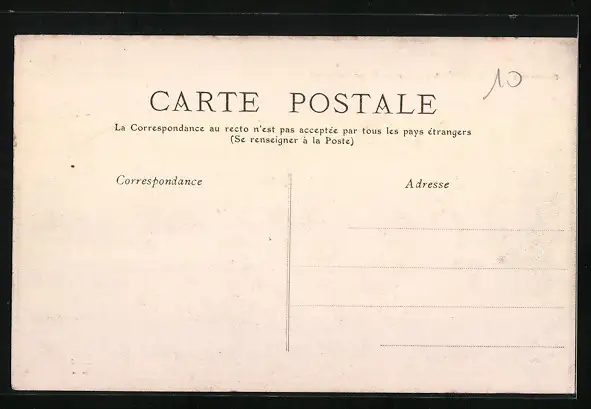 10
CARTE POSTALE
La Correspondance au recto n'est pas acceptée par tous les pays étrangers
(Se renseigner à la Poste)
Correspondance
Adresse